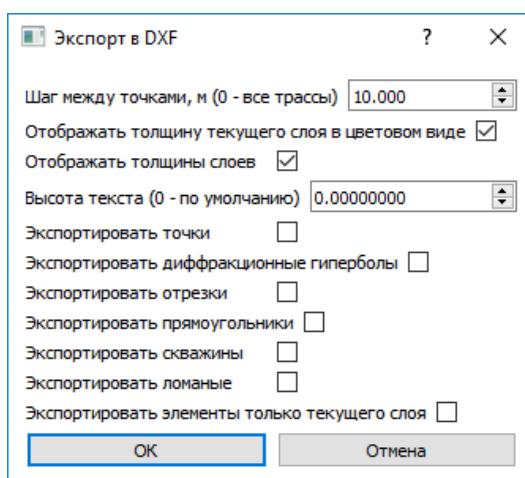 Экспорт в DXF ?
Шаг между точками, м (0 - все трассы) 10.000
Отображать толщину текущего слоя в цветовом виде
Отображать толщины слоев
Высота текста (0 - по умолчанию) 0.00000000
Экспортировать точки
Экспортировать диффракционные гиперболы
Экспортировать отрезки
Экспортировать прямоугольники
Экспортировать скважины
Экспортировать ломаные
Экспортировать элементы только текущего слоя
OK Отмена